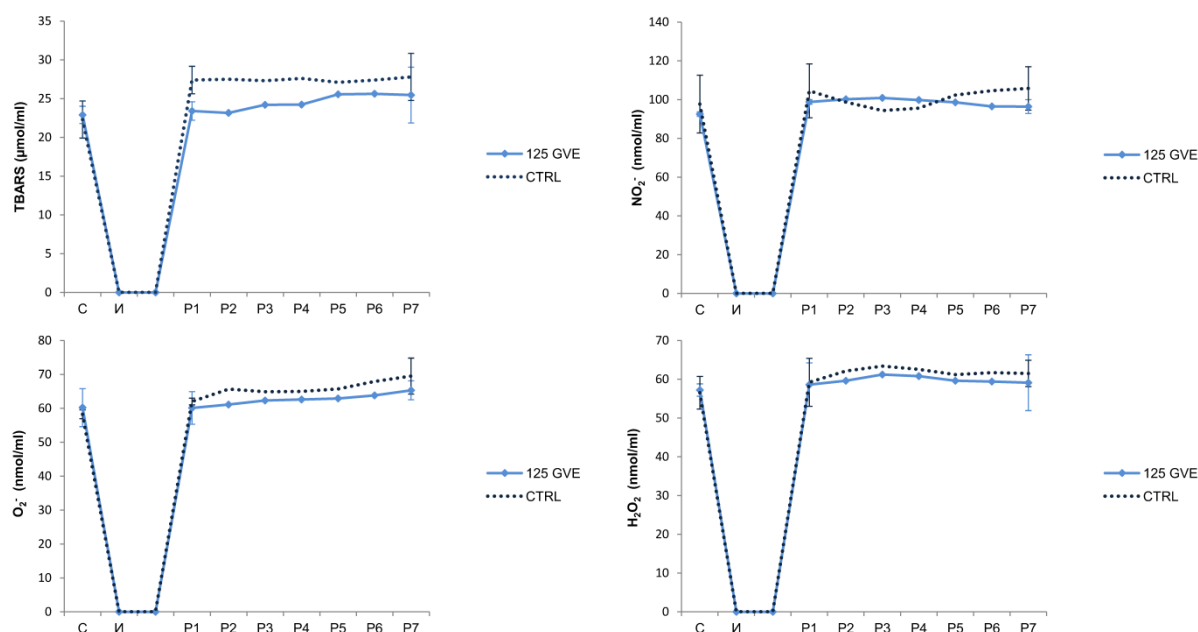 35
30
25
20
15
10
5
0
TBARS (µmol/ml)
C И P1 P2 P3 P4 P5 P6 P7
125 GVE
CTRL
140
120
100
80
60
40
20
0
NO₂⁻ (nmol/ml)
C И P1 P2 P3 P4 P5 P6 P7
125 GVE
CTRL
80
70
60
50
40
30
20
10
0
O₂⁻ (nmol/ml)
C И P1 P2 P3 P4 P5 P6 P7
125 GVE
CTRL
70
60
50
40
30
20
10
0
H₂O₂ (nmol/ml)
C И P1 P2 P3 P4 P5 P6 P7
125 GVE
CTRL